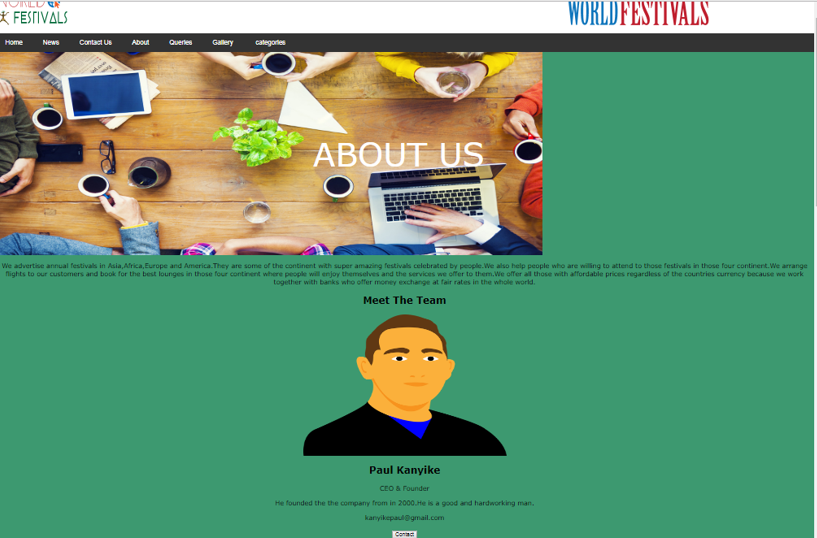 WORLD FESTIVALS
FESTIVALS
Home News Contact Us About Queries Gallery categories
ABOUT US
We advertise annual festivals in Asia,Africa,Europe and America.They are some of the continent with super amazing festivals celebrated by people.We also help people who are willing to attend to those festivals in those four continent.We arrange
flights to our customers and book for the best lounges in those four continent where people will enjoy themselves and the services we offer to them.We offer all those with affordable prices regardless of the countries currency because we work
together with banks who offer money exchange at fair rates in the whole world.
Meet The Team
Paul Kanyike
CEO & Founder
He founded the the company from in 2000.He is a good and hardworking man.
kanyikepaul@gmail.com
Contact